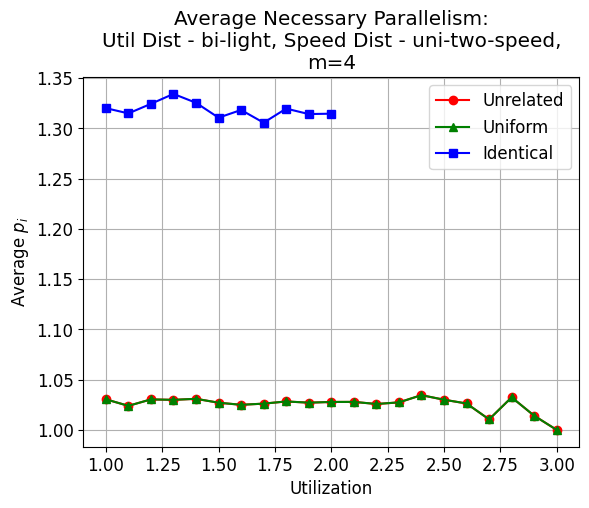 Average Necessary Parallelism:
Util Dist - bi-light, Speed Dist - uni-two-speed,
m=4
1.35
1.30
1.25
1.20
1.15
1.10
1.05
1.00
Average p_i
Unrelated
Uniform
Identical
1.00 1.25 1.50 1.75 2.00 2.25 2.50 2.75 3.00
Utilization